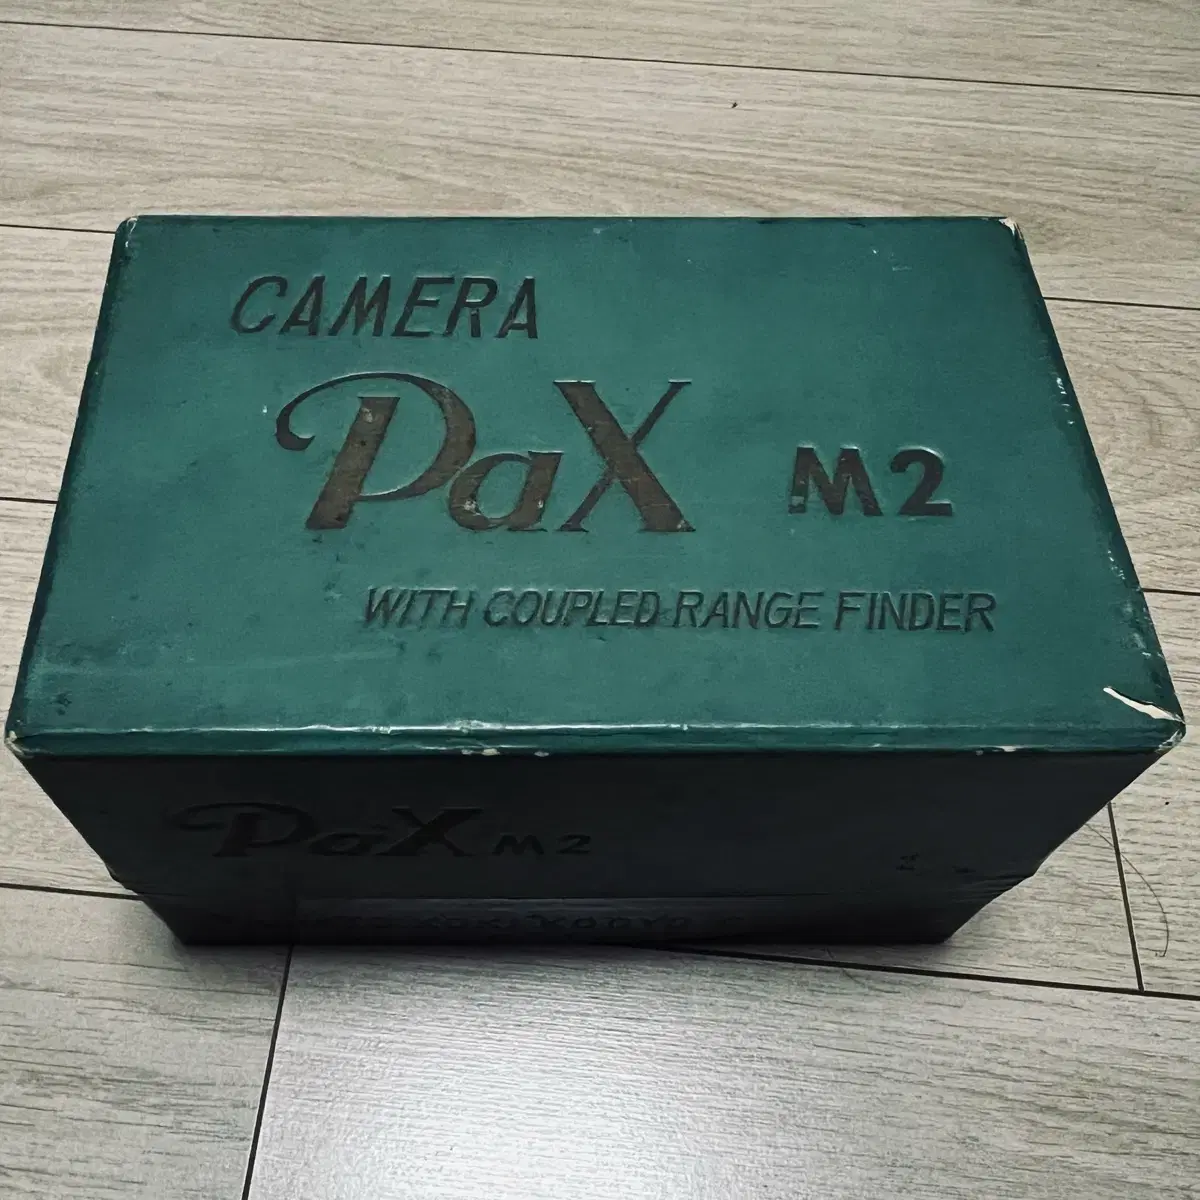 CAMERA
PaX M2
WITH COUPLED RANGE FINDER
PaX M2